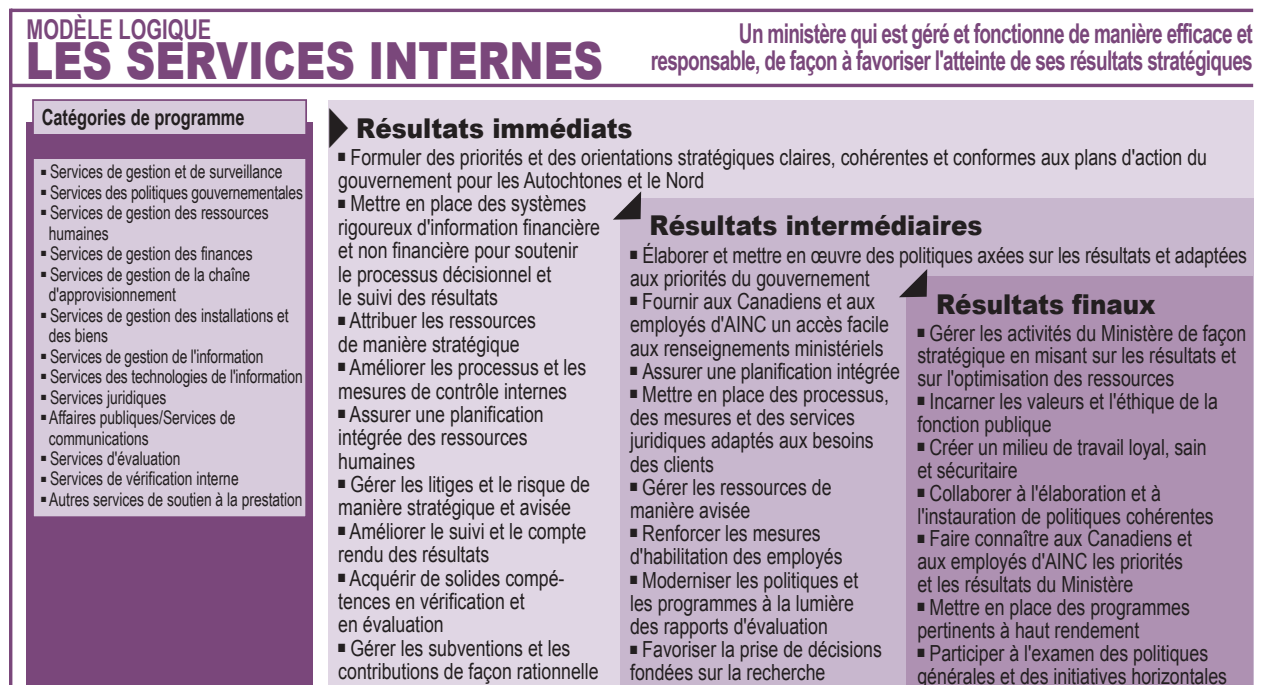 MODÈLE LOGIQUE
LES SERVICES INTERNES
Un ministère qui est géré et fonctionne de manière efficace et
responsable, de façon à favoriser l'atteinte de ses résultats stratégiques
Catégories de programme
▪ Services de gestion et de surveillance
▪ Services des politiques gouvernementales
▪ Services de gestion des ressources
humaines
▪ Services de gestion des finances
▪ Services de gestion de la chaîne
d'approvisionnement
▪ Services de gestion des installations et
des biens
▪ Services de gestion de l'information
▪ Services des technologies de l'information
▪ Services juridiques
▪ Affaires publiques/Services de
communications
▪ Services d'évaluation
▪ Services de vérification interne
▪ Autres services de soutien à la prestation
Résultats immédiats
▪ Formuler des priorités et des orientations stratégiques claires, cohérentes et conformes aux plans d'action du
gouvernement pour les Autochtones et le Nord
▪ Mettre en place des systèmes
rigoureux d'information financière
et non financière pour soutenir
le processus décisionnel et
le suivi des résultats
▪ Attribuer les ressources
de manière stratégique
▪ Améliorer les processus et les
mesures de contrôle internes
▪ Assurer une planification
intégrée des ressources
humaines
▪ Gérer les litiges et le risque de
manière stratégique et avisée
▪ Améliorer le suivi et le compte
rendu des résultats
▪ Acquérir de solides compé-
tences en vérification et
en évaluation
▪ Gérer les subventions et les
contributions de façon rationnelle
Résultats intermédiaires
▪ Élaborer et mettre en œuvre des politiques axées sur les résultats et adaptées
aux priorités du gouvernement
▪ Fournir aux Canadiens et aux
employés d'AINC un accès facile
aux renseignements ministériels
▪ Assurer une planification intégrée
▪ Mettre en place des processus,
des mesures et des services
juridiques adaptés aux besoins
des clients
▪ Gérer les ressources de
manière avisée
▪ Renforcer les mesures
d'habilitation des employés
▪ Moderniser les politiques et
les programmes à la lumière
des rapports d'évaluation
▪ Favoriser la prise de décisions
fondées sur la recherche
Résultats finaux
▪ Gérer les activités du Ministère de façon
stratégique en misant sur les résultats et
sur l'optimisation des ressources
▪ Incarner les valeurs et l'éthique de la
fonction publique
▪ Créer un milieu de travail loyal, sain
et sécuritaire
▪ Collaborer à l'élaboration et à
l'instauration de politiques cohérentes
▪ Faire connaître aux Canadiens et
aux employés d'AINC les priorités
et les résultats du Ministère
▪ Mettre en place des programmes
pertinents à haut rendement
▪ Participer à l'examen des politiques
générales et des initiatives horizontales